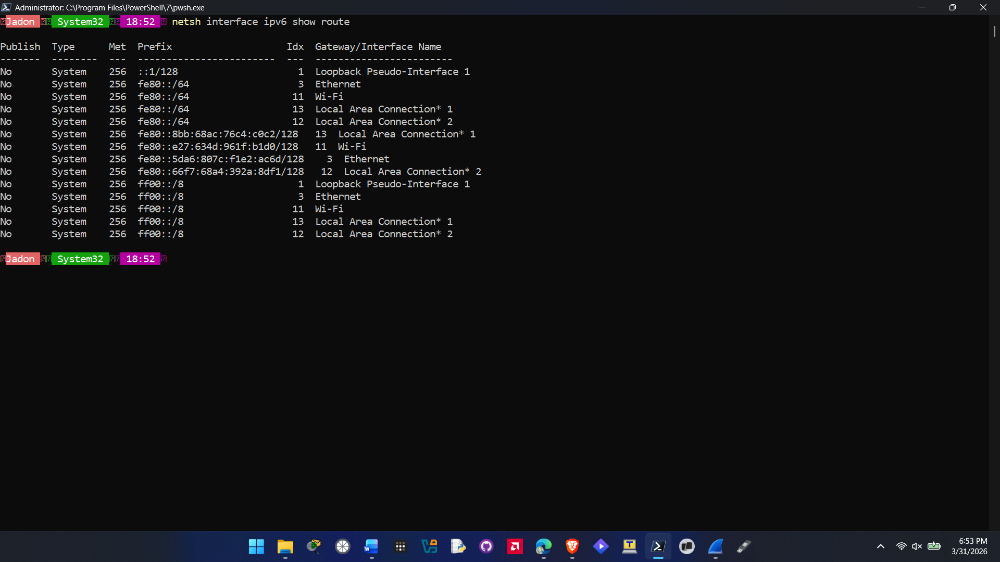 Administrator: C:\Program Files\PowerShell\7\pwsh.exe
Jadon System32 18:52 netsh interface ipv6 show route
Publish  Type      Met  Prefix                    Idx  Gateway/Interface Name
-------  --------  ---  ------------------------  ---  ------------------------
No       System    256  ::1/128                     1  Loopback Pseudo-Interface 1
No       System    256  fe80::/64                   3  Ethernet
No       System    256  fe80::/64                  11  Wi-Fi
No       System    256  fe80::/64                  13  Local Area Connection* 1
No       System    256  fe80::/64                  12  Local Area Connection* 2
No       System    256  fe80::8bb:68ac:76c4:c0c2/128   13  Local Area Connection* 1
No       System    256  fe80::e27:634d:961f:b1d0/128   11  Wi-Fi
No       System    256  fe80::5da6:807c:f1e2:ac6d/128    3  Ethernet
No       System    256  fe80::66f7:68a4:392a:8df1/128   12  Local Area Connection* 2
No       System    256  ff00::/8                    1  Loopback Pseudo-Interface 1
No       System    256  ff00::/8                    3  Ethernet
No       System    256  ff00::/8                   11  Wi-Fi
No       System    256  ff00::/8                   13  Local Area Connection* 1
No       System    256  ff00::/8                   12  Local Area Connection* 2
Jadon System32 18:52
6:53 PM
3/31/2026